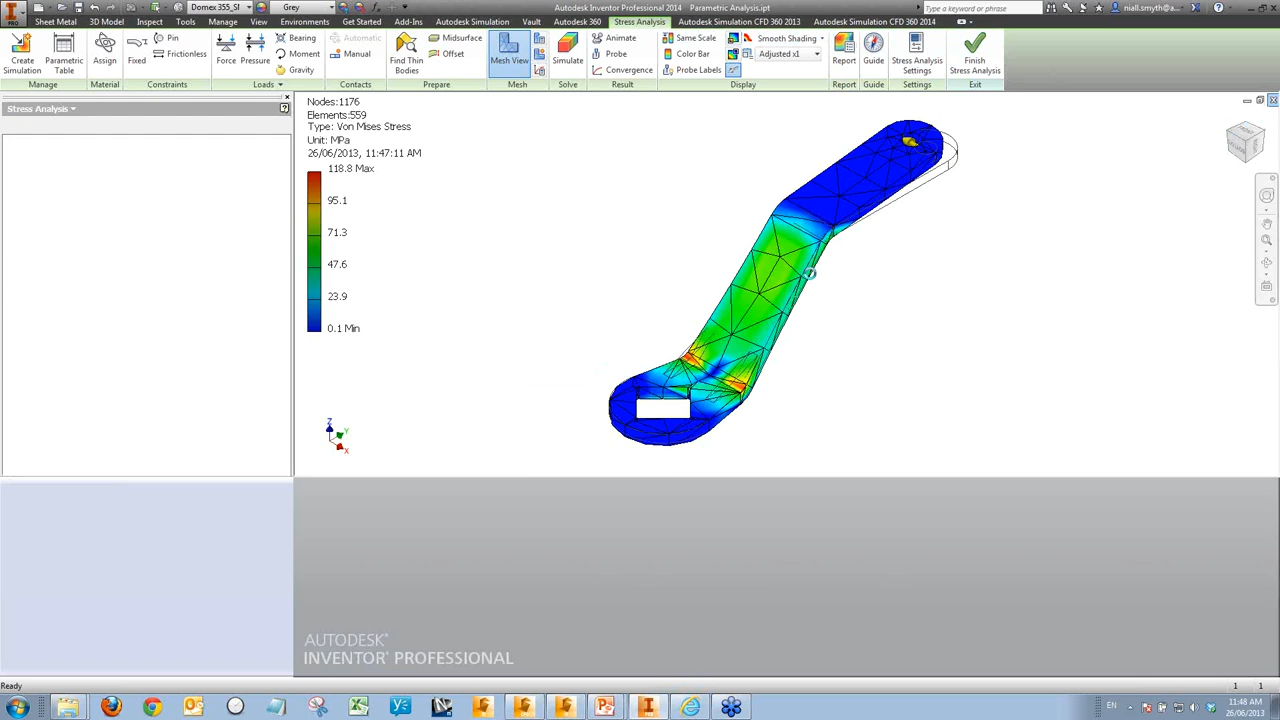 PRO
Domex 355_SI
Grey
Autodesk Inventor Professional 2014   Parametric Analysis.ipt
Type a keyword or phrase
niall.smyth@a...
Sheet Metal 3D Model Inspect Tools Manage View Environments Get Started Add-Ins Autodesk Simulation Vault Autodesk 360 Stress Analysis Autodesk Simulation CFD 360 2013 Autodesk Simulation CFD 360 2014
Create Simulation
Parametric Table
Assign
Fixed
Pin
Frictionless
Force
Pressure
Bearing
Moment
Gravity
Automatic
Manual
Find Thin Bodies
Midsurface
Offset
Mesh View
Simulate
Animate
Probe
Convergence
Same Scale
Color Bar
Probe Labels
Smooth Shading
Adjusted x1
Report
Guide
Stress Analysis Settings
Finish Stress Analysis
Manage Material Constraints Loads Contacts Prepare Mesh Solve Result Display Report Guide Settings Exit
Stress Analysis
Nodes:1176
Elements:559
Type: Von Mises Stress
Unit: MPa
26/06/2013, 11:47:11 AM
118.8 Max
95.1
71.3
47.6
23.9
0.1 Min
FRONT
Z
Y
X
AUTODESK®
INVENTOR® PROFESSIONAL
Ready
1 1
EN
11:48 AM
26/06/2013